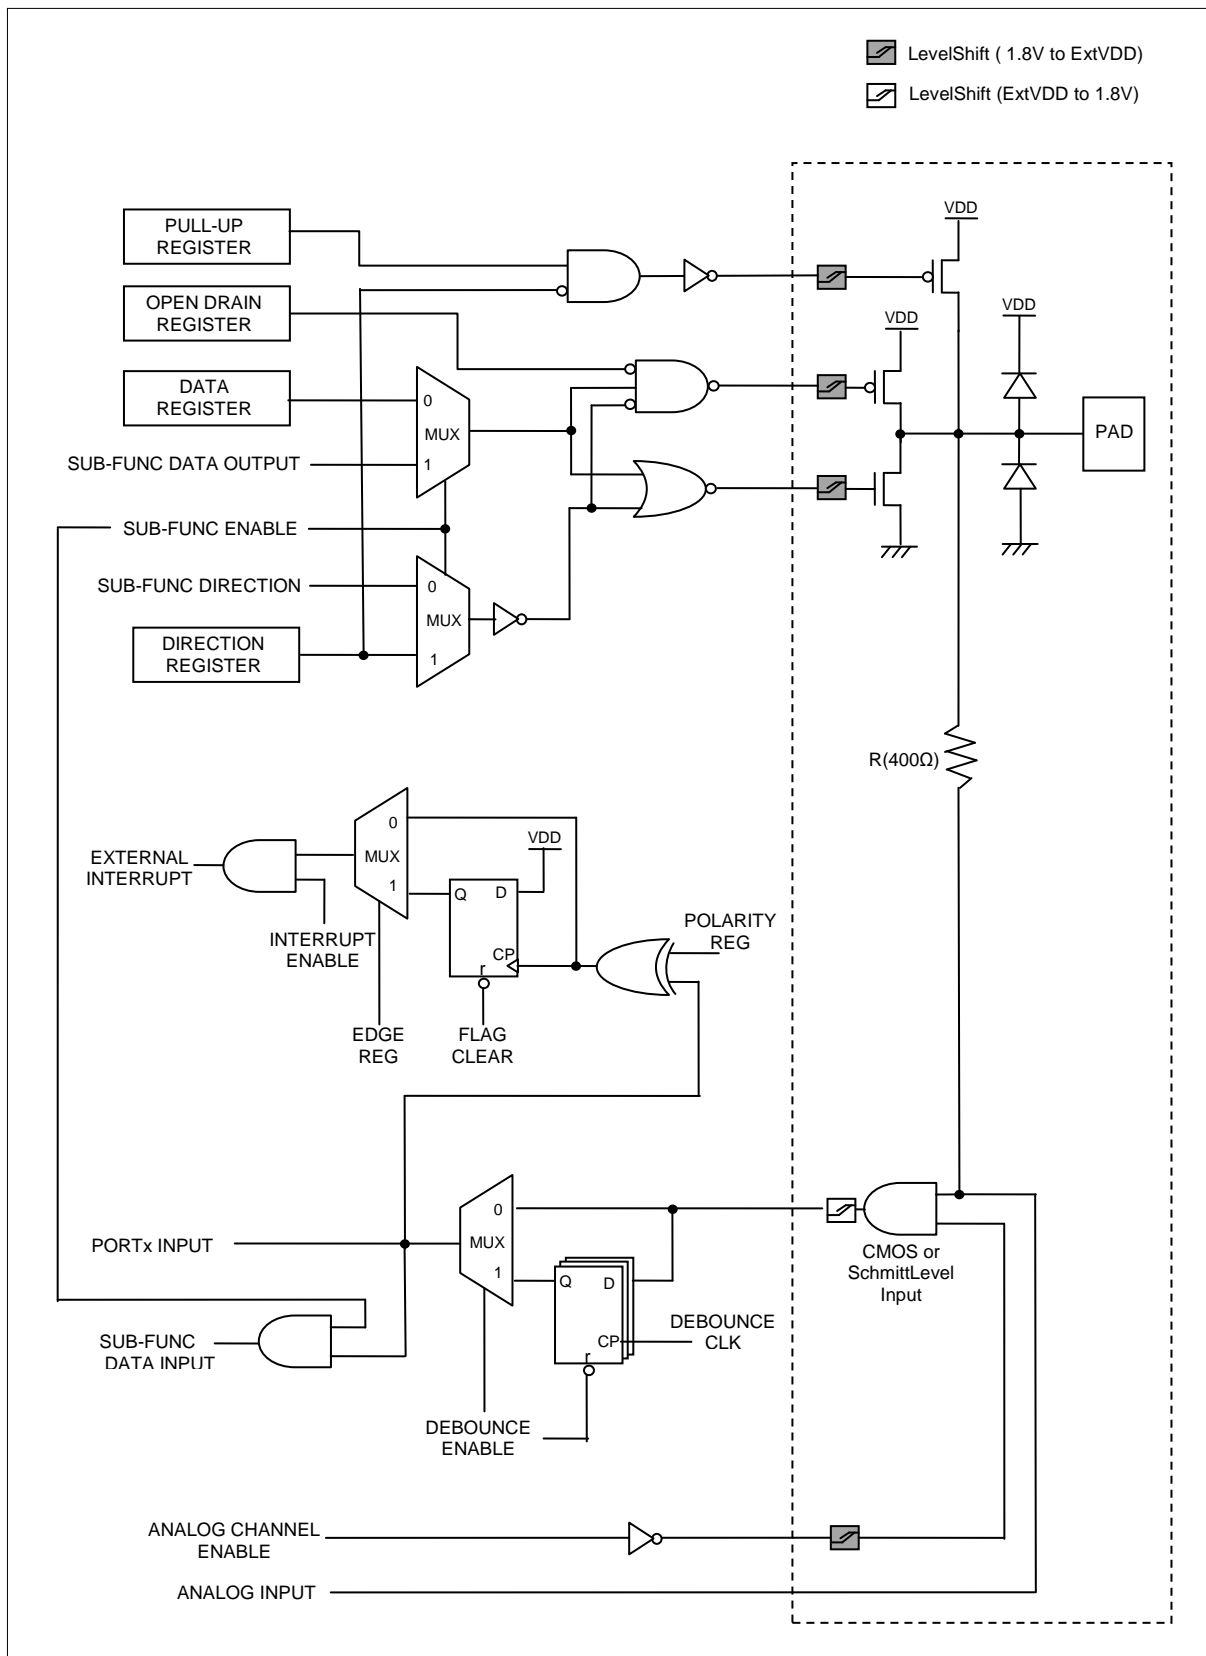 LevelShift ( 1.8V to ExtVDD)
LevelShift (ExtVDD to 1.8V)
VDD
PULL-UP
REGISTER
OPEN DRAIN
REGISTER
VDD
VDD
DATA
REGISTER
0
MUX
1
PAD
SUB-FUNC DATA OUTPUT
SUB-FUNC ENABLE
SUB-FUNC DIRECTION
0
MUX
1
DIRECTION
REGISTER
R(400Ω)
0
MUX
1
VDD
EXTERNAL
INTERRUPT
Q
D
CP
r
INTERRUPT
ENABLE
POLARITY
REG
EDGE
REG
FLAG
CLEAR
0
MUX
1
PORTx INPUT
CMOS or
SchmittLevel
Input
Q
D
CP
r
DEBOUNCE
CLK
SUB-FUNC
DATA INPUT
DEBOUNCE
ENABLE
ANALOG CHANNEL
ENABLE
ANALOG INPUT